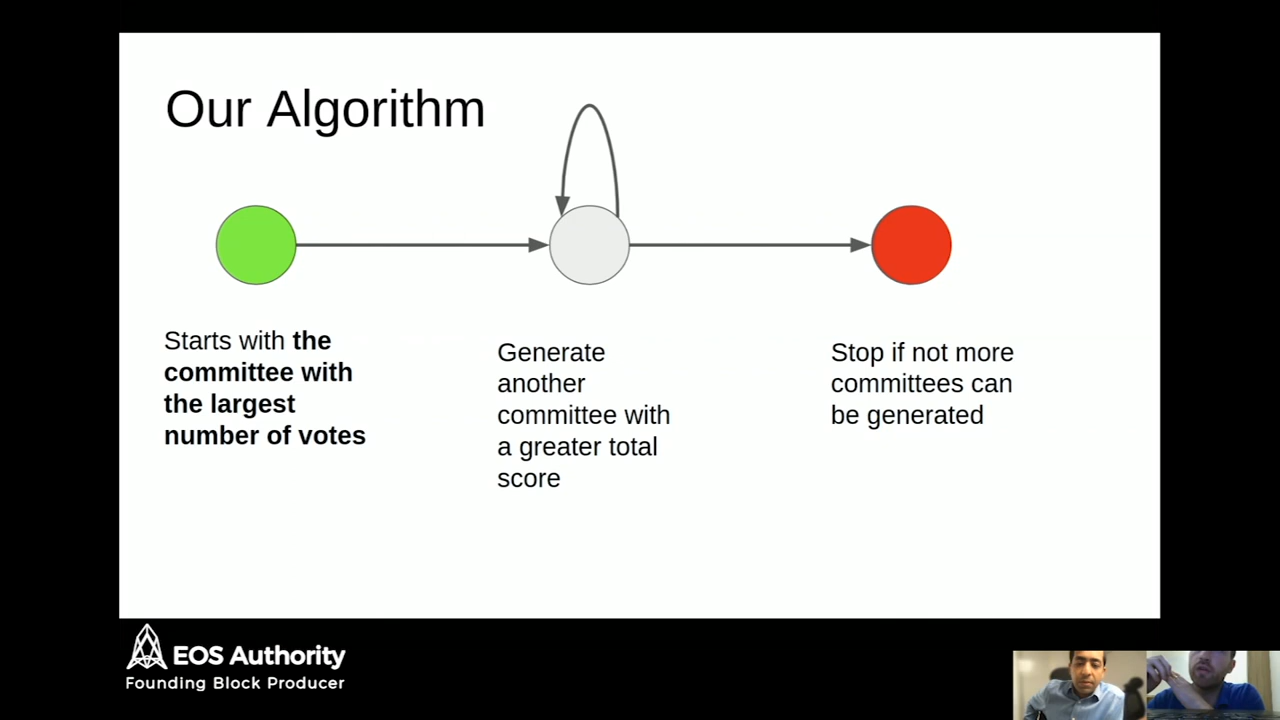 Our Algorithm
Starts with the
committee with
the largest
number of votes
Generate
another
committee with
a greater total
score
Stop if not more
committees can
be generated
EOS Authority
Founding Block Producer